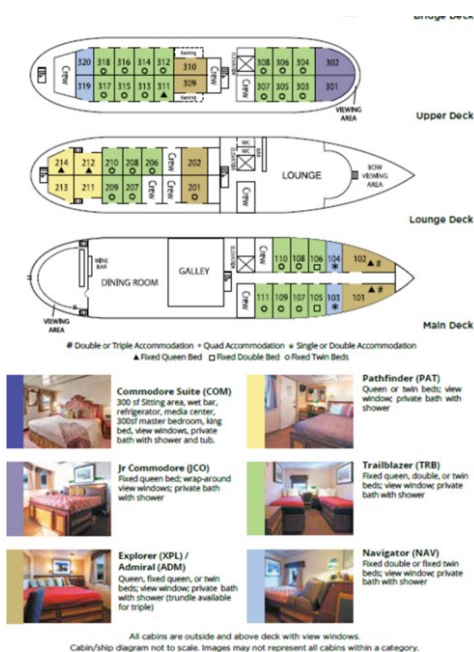 Bridge Deck
320 318 316 314 312
Awning
310
Crew
Crew
319 317 315 313 311
309
Awning
ELEVATOR
308 306 304
302
Crew
307 305 303
301
VIEWING
AREA
Upper Deck
214 212 210 208 206
Crew
202
213 211 209 207
Crew
Crew
201
ELEVATOR
BAR
Crew
LOUNGE
BOW
VIEWING
AREA
Lounge Deck
WINE
BAR
DINING ROOM
GALLEY
ELEVATOR
Crew
110 108 106 104
102
#
Crew
111 109 107 105 103
101
#
VIEWING
AREA
Main Deck
# Double or Triple Accommodation + Quad Accommodation * Single or Double Accommodation
▲ Fixed Queen Bed □ Fixed Double Bed ○ Fixed Twin Beds
Commodore Suite (COM)
300 sf Sitting area, wet bar,
refrigerator, media center,
300sf master bedroom, king
bed, view windows, private
bath with shower and tub.
Pathfinder (PAT)
Queen or twin beds; view
window; private bath with
shower
Jr Commodore (JCO)
Fixed queen bed; wrap-around
view windows; private bath
with shower
Trailblazer (TRB)
Fixed queen, double, or twin
beds; view window; private
bath with shower
Explorer (XPL) /
Admiral (ADM)
Queen, fixed queen, or twin
beds; view window; private bath
with shower (trundle available
for triple)
Navigator (NAV)
Fixed double or fixed twin
beds; view window; private
bath with shower
All cabins are outside and above deck with view windows.
Cabin/ship diagram not to scale. Images may not represent all cabins within a category.